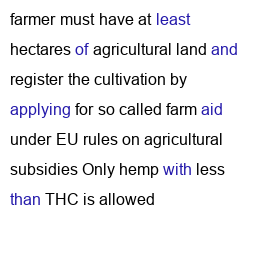 farmer must have at least
hectares of agricultural land and
register the cultivation by
applying for so called farm aid
under EU rules on agricultural
subsidies Only hemp with less
than THC is allowed